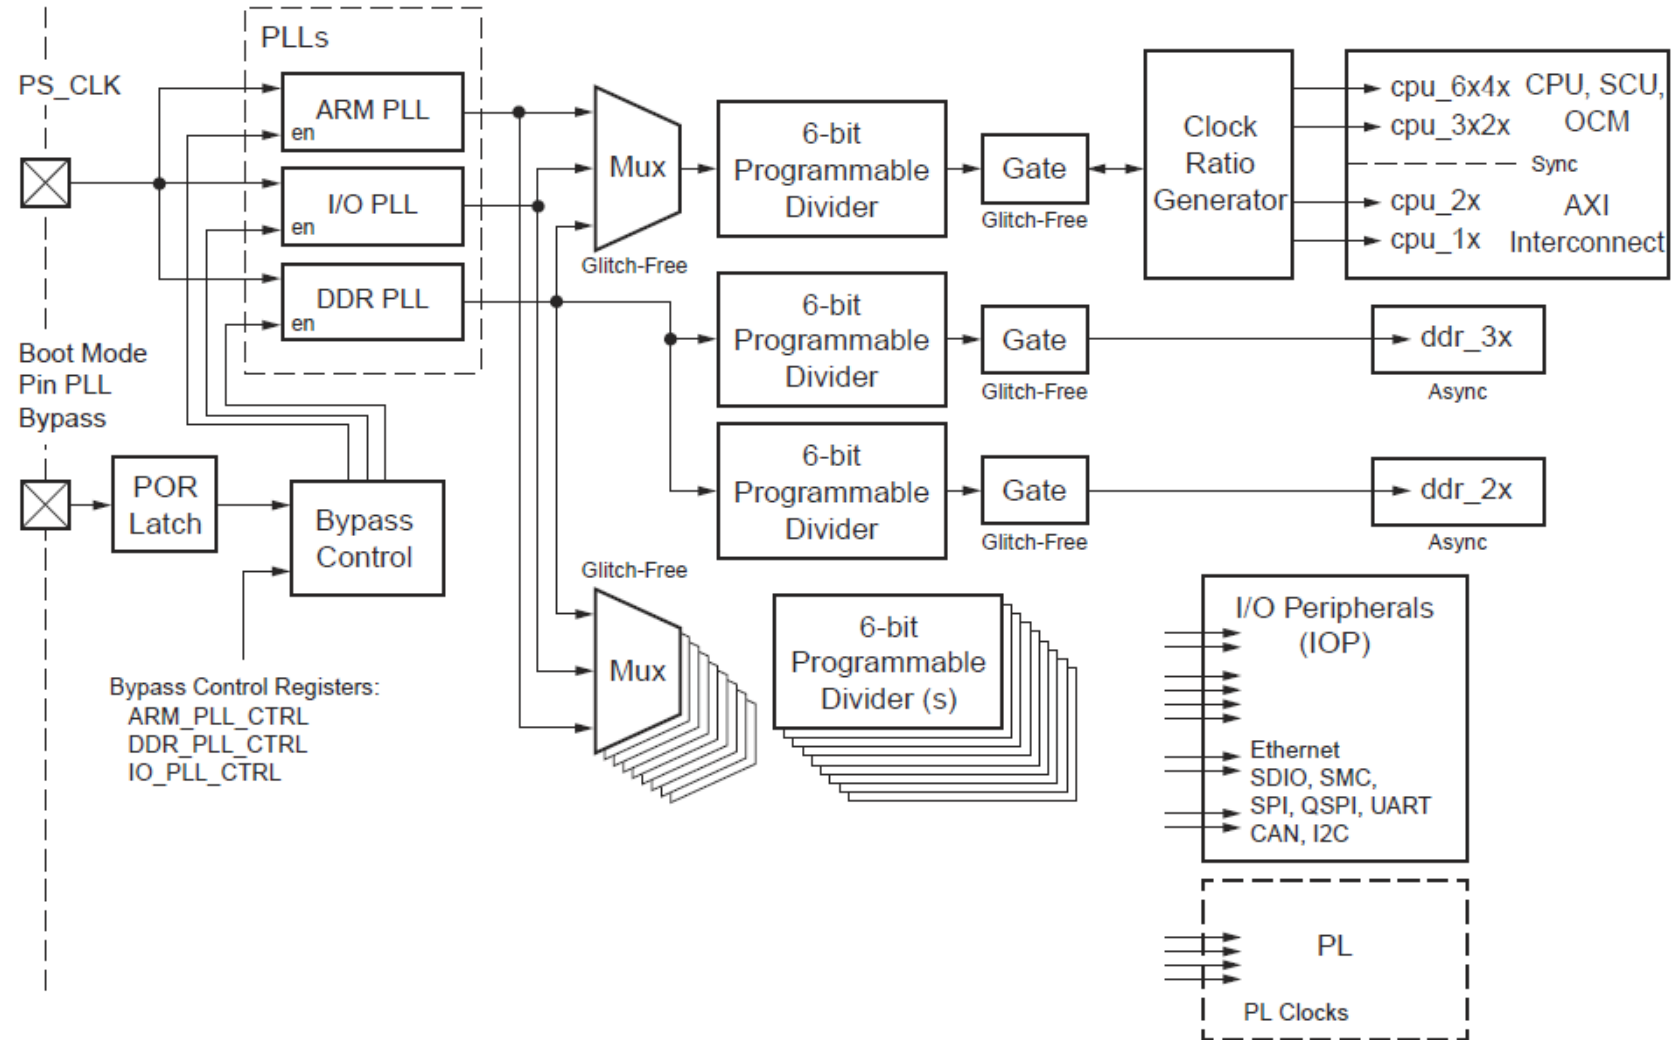 PLLs
PS_CLK
ARM PLL
en
I/O PLL
en
DDR PLL
en
Mux
Glitch-Free
6-bit
Programmable
Divider
Gate
Glitch-Free
Clock
Ratio
Generator
cpu_6x4x CPU, SCU,
cpu_3x2x OCM
Sync
cpu_2x AXI
cpu_1x Interconnect
6-bit
Programmable
Divider
Gate
Glitch-Free
ddr_3x
Async
Boot Mode
Pin PLL
Bypass
POR
Latch
Bypass
Control
6-bit
Programmable
Divider
Gate
Glitch-Free
ddr_2x
Async
Bypass Control Registers:
ARM_PLL_CTRL
DDR_PLL_CTRL
IO_PLL_CTRL
Glitch-Free
Mux
6-bit
Programmable
Divider (s)
I/O Peripherals
(IOP)
Ethernet
SDIO, SMC,
SPI, QSPI, UART
CAN, I2C
PL
PL Clocks